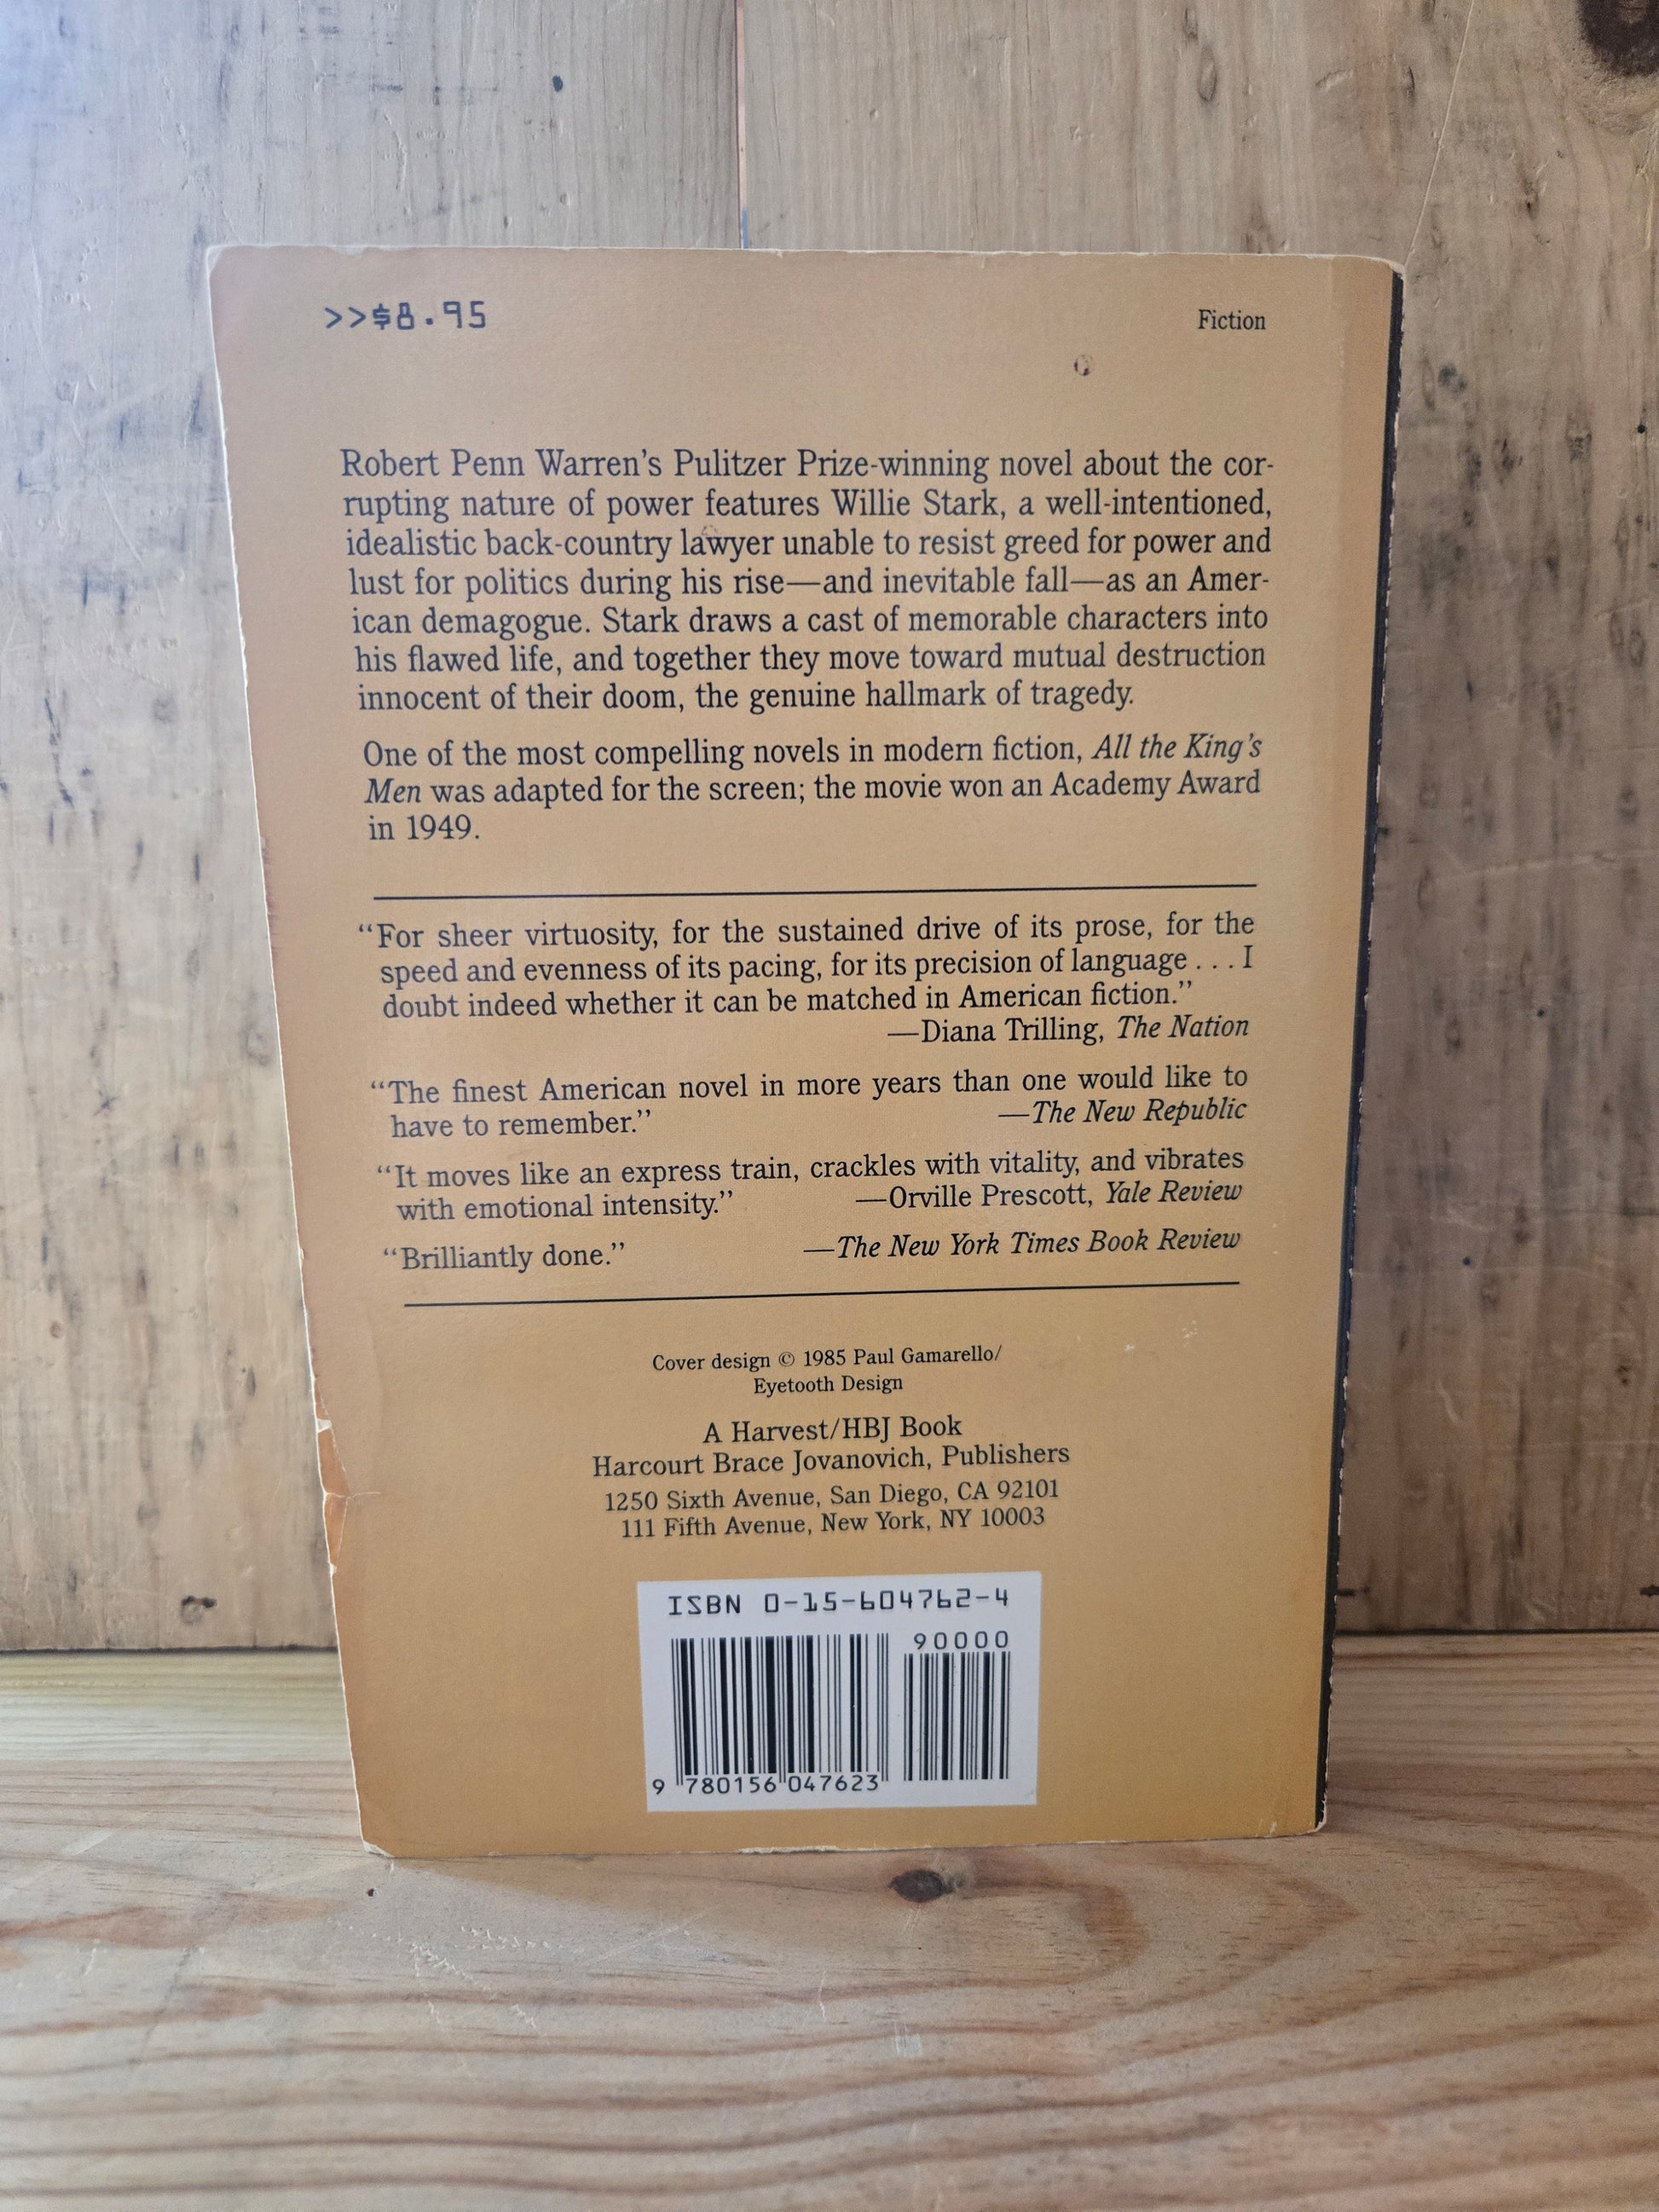 >>$8.95 Fiction
Robert Penn Warren's Pulitzer Prize-winning novel about the cor-
rupting nature of power features Willie Stark, a well-intentioned,
idealistic back-country lawyer unable to resist greed for power and
lust for politics during his rise—and inevitable fall—as an Amer-
ican demagogue. Stark draws a cast of memorable characters into
his flawed life, and together they move toward mutual destruction
innocent of their doom, the genuine hallmark of tragedy.
One of the most compelling novels in modern fiction, All the King's
Men was adapted for the screen; the movie won an Academy Award
in 1949.
“For sheer virtuosity, for the sustained drive of its prose, for the
speed and evenness of its pacing, for its precision of language . . . I
doubt indeed whether it can be matched in American fiction.”
—Diana Trilling, The Nation
“The finest American novel in more years than one would like to
have to remember.” —The New Republic
“It moves like an express train, crackles with vitality, and vibrates
with emotional intensity.” —Orville Prescott, Yale Review
“Brilliantly done.” —The New York Times Book Review
Cover design © 1985 Paul Gamarello/
Eyetooth Design
A Harvest/HBJ Book
Harcourt Brace Jovanovich, Publishers
1250 Sixth Avenue, San Diego, CA 92101
111 Fifth Avenue, New York, NY 10003
ISBN 0-15-604762-4
90000
9 780156 047623